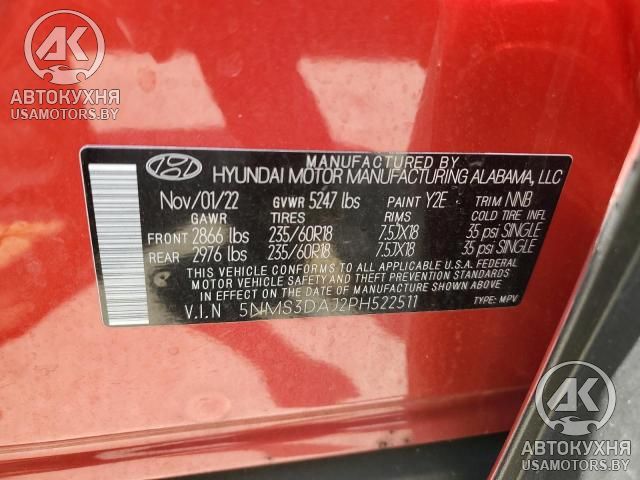 AK
АВТОКУХНЯ
USAMOTORS.BY
MANUFACTURED BY
HYUNDAI MOTOR MANUFACTURING ALABAMA, LLC
Nov/01/22 GVWR 5247 lbs PAINT Y2E TRIM NNB
GAWR TIRES RIMS COLD TIRE INFL
FRONT 2866 lbs 235/60R18 7.5JX18 35 psi SINGLE
REAR 2976 lbs 235/60R18 7.5JX18 35 psi SINGLE
THIS VEHICLE CONFORMS TO ALL APPLICABLE U.S.A FEDERAL
MOTOR VEHICLE SAFETY AND THEFT PREVENTION STANDARDS
IN EFFECT ON THE DATE OF MANUFACTURE SHOWN ABOVE
V.I.N 5NMS3DAJ2PH522511 TYPE: MPV
AK
АВТОКУХНЯ
USAMOTORS.BY